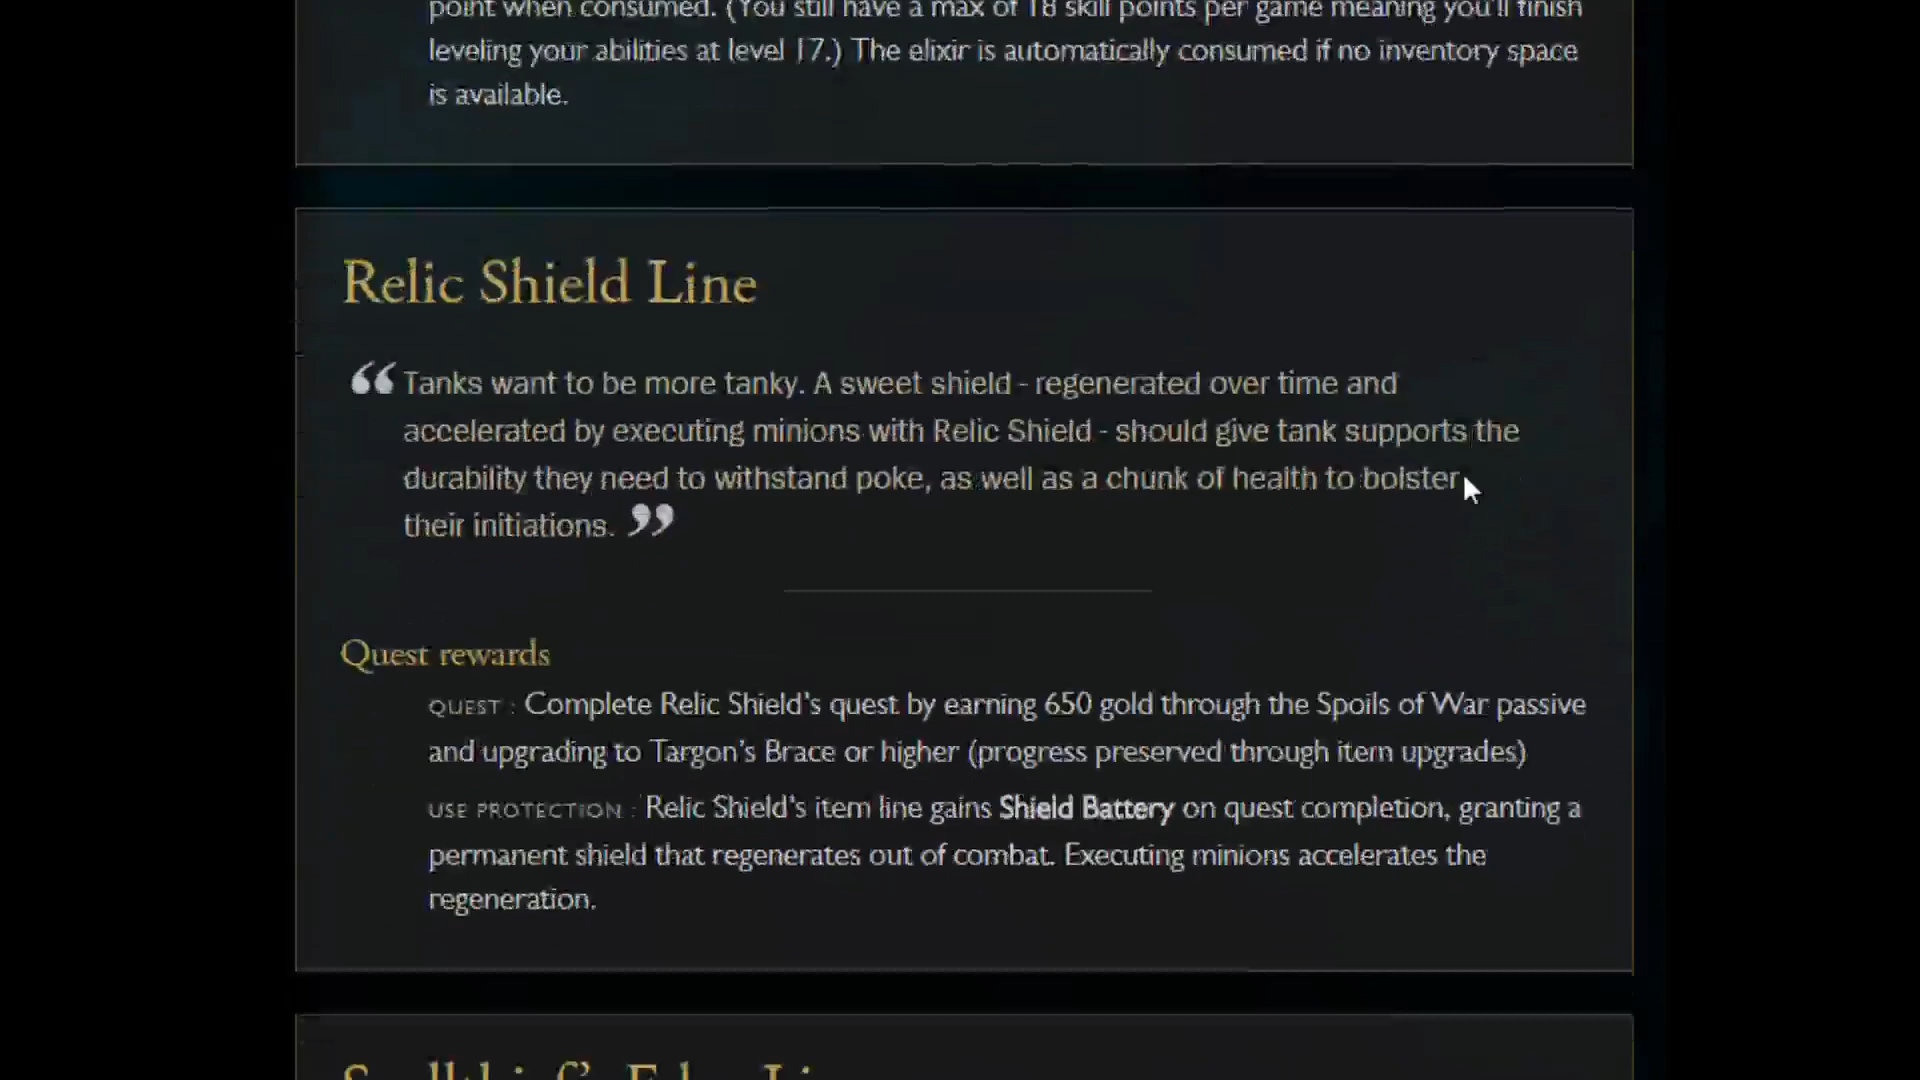 point when consumed. (You still have a max of 18 skill points per game meaning you'll finish
leveling your abilities at level 17.) The elixir is automatically consumed if no inventory space
is available.
Relic Shield Line
“ Tanks want to be more tanky. A sweet shield - regenerated over time and
accelerated by executing minions with Relic Shield - should give tank supports the
durability they need to withstand poke, as well as a chunk of health to bolster
their initiations. ”
Quest rewards
QUEST : Complete Relic Shield's quest by earning 650 gold through the Spoils of War passive
and upgrading to Targon's Brace or higher (progress preserved through item upgrades)
USE PROTECTION : Relic Shield's item line gains Shield Battery on quest completion, granting a
permanent shield that regenerates out of combat. Executing minions accelerates the
regeneration.